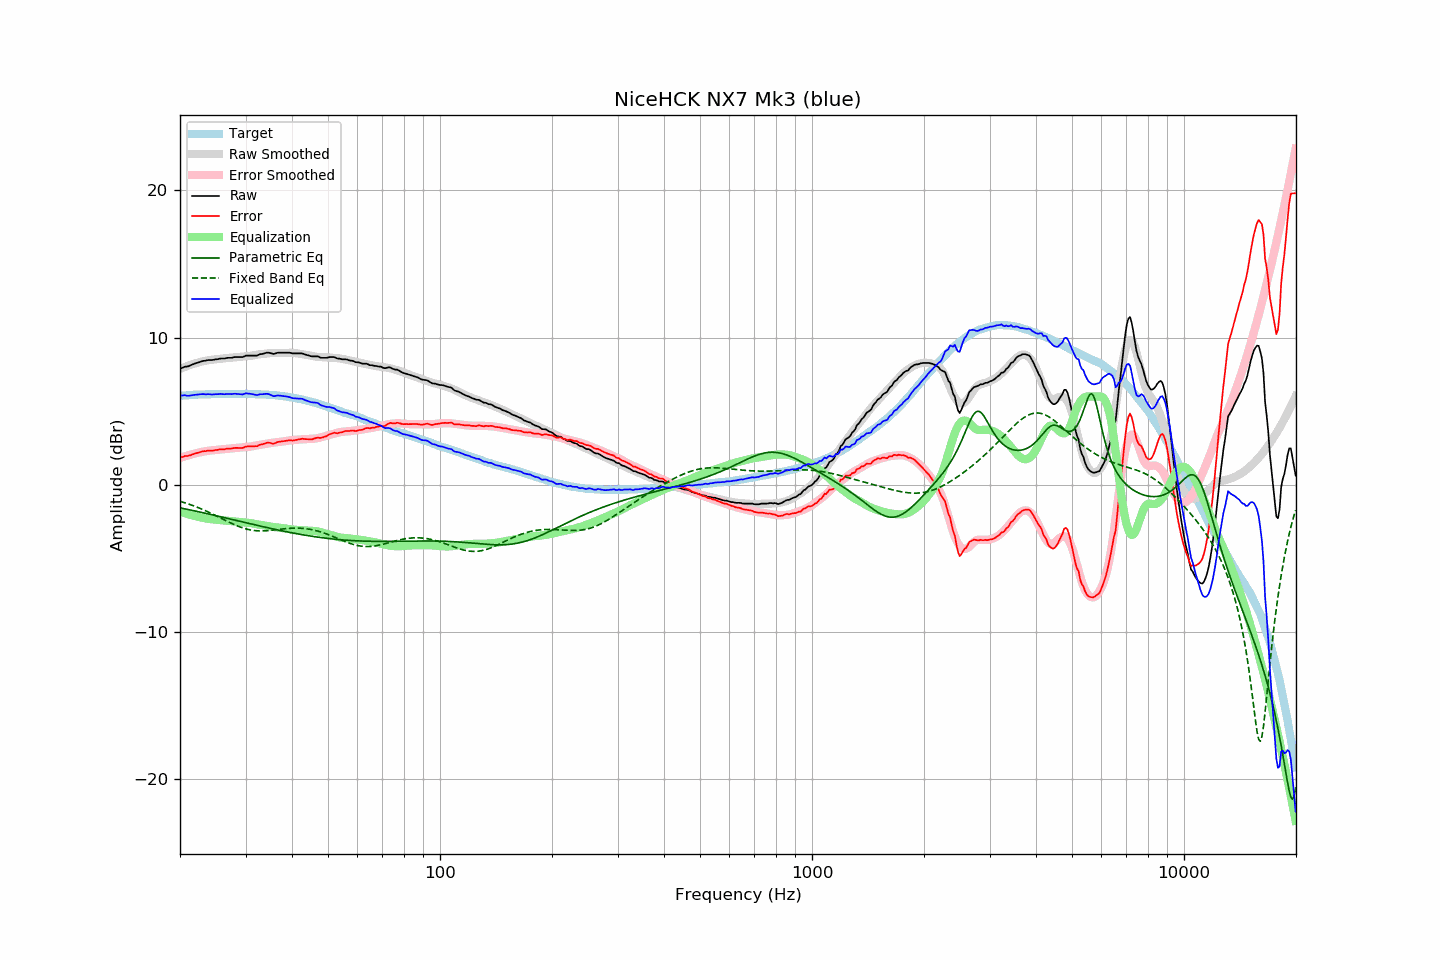 NiceHCK NX7 Mk3 (blue)
Target
Raw Smoothed
Error Smoothed
Raw
Error
Equalization
Parametric Eq
Fixed Band Eq
Equalized
20
10
0
−10
−20
Amplitude (dBr)
100
1000
10000
Frequency (Hz)